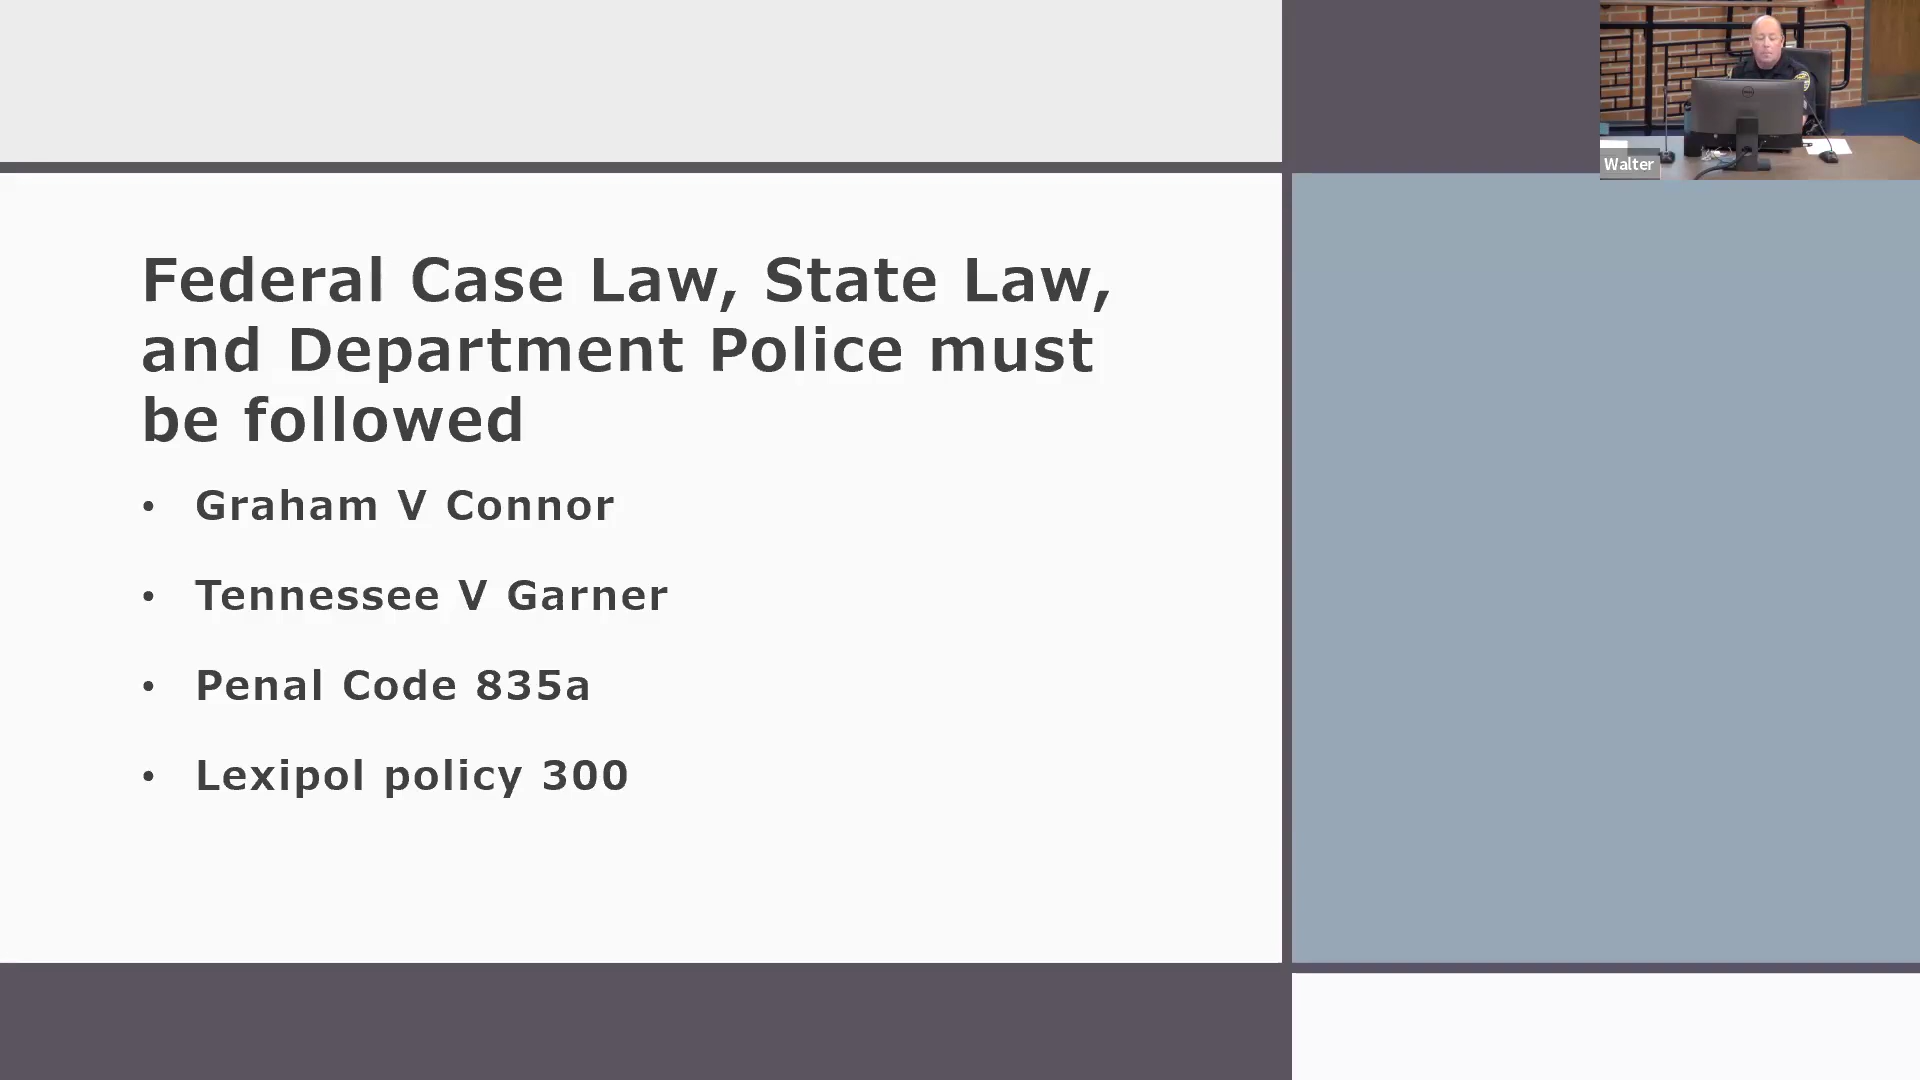 Walter
Federal Case Law, State Law,
and Department Police must
be followed
• Graham V Connor
• Tennessee V Garner
• Penal Code 835a
• Lexipol policy 300